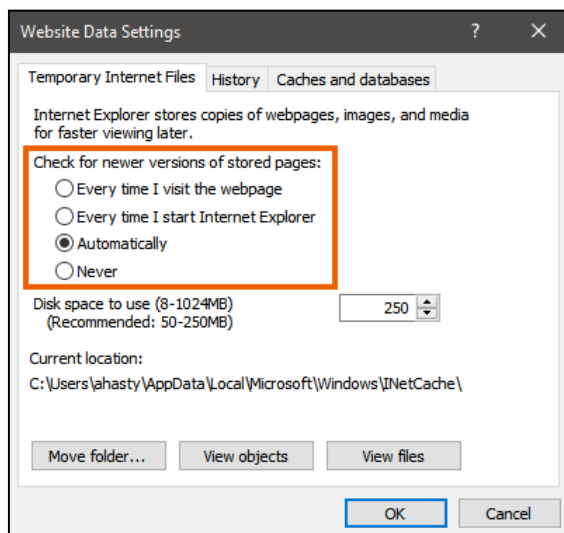 Website Data Settings
Temporary Internet Files History Caches and databases
Internet Explorer stores copies of webpages, images, and media
for faster viewing later.
Check for newer versions of stored pages:
Every time I visit the webpage
Every time I start Internet Explorer
Automatically
Never
Disk space to use (8-1024MB) 250
(Recommended: 50-250MB)
Current location:
C:\Users\ahasty\AppData\Local\Microsoft\Windows\INetCache\
Move folder... View objects View files
OK Cancel